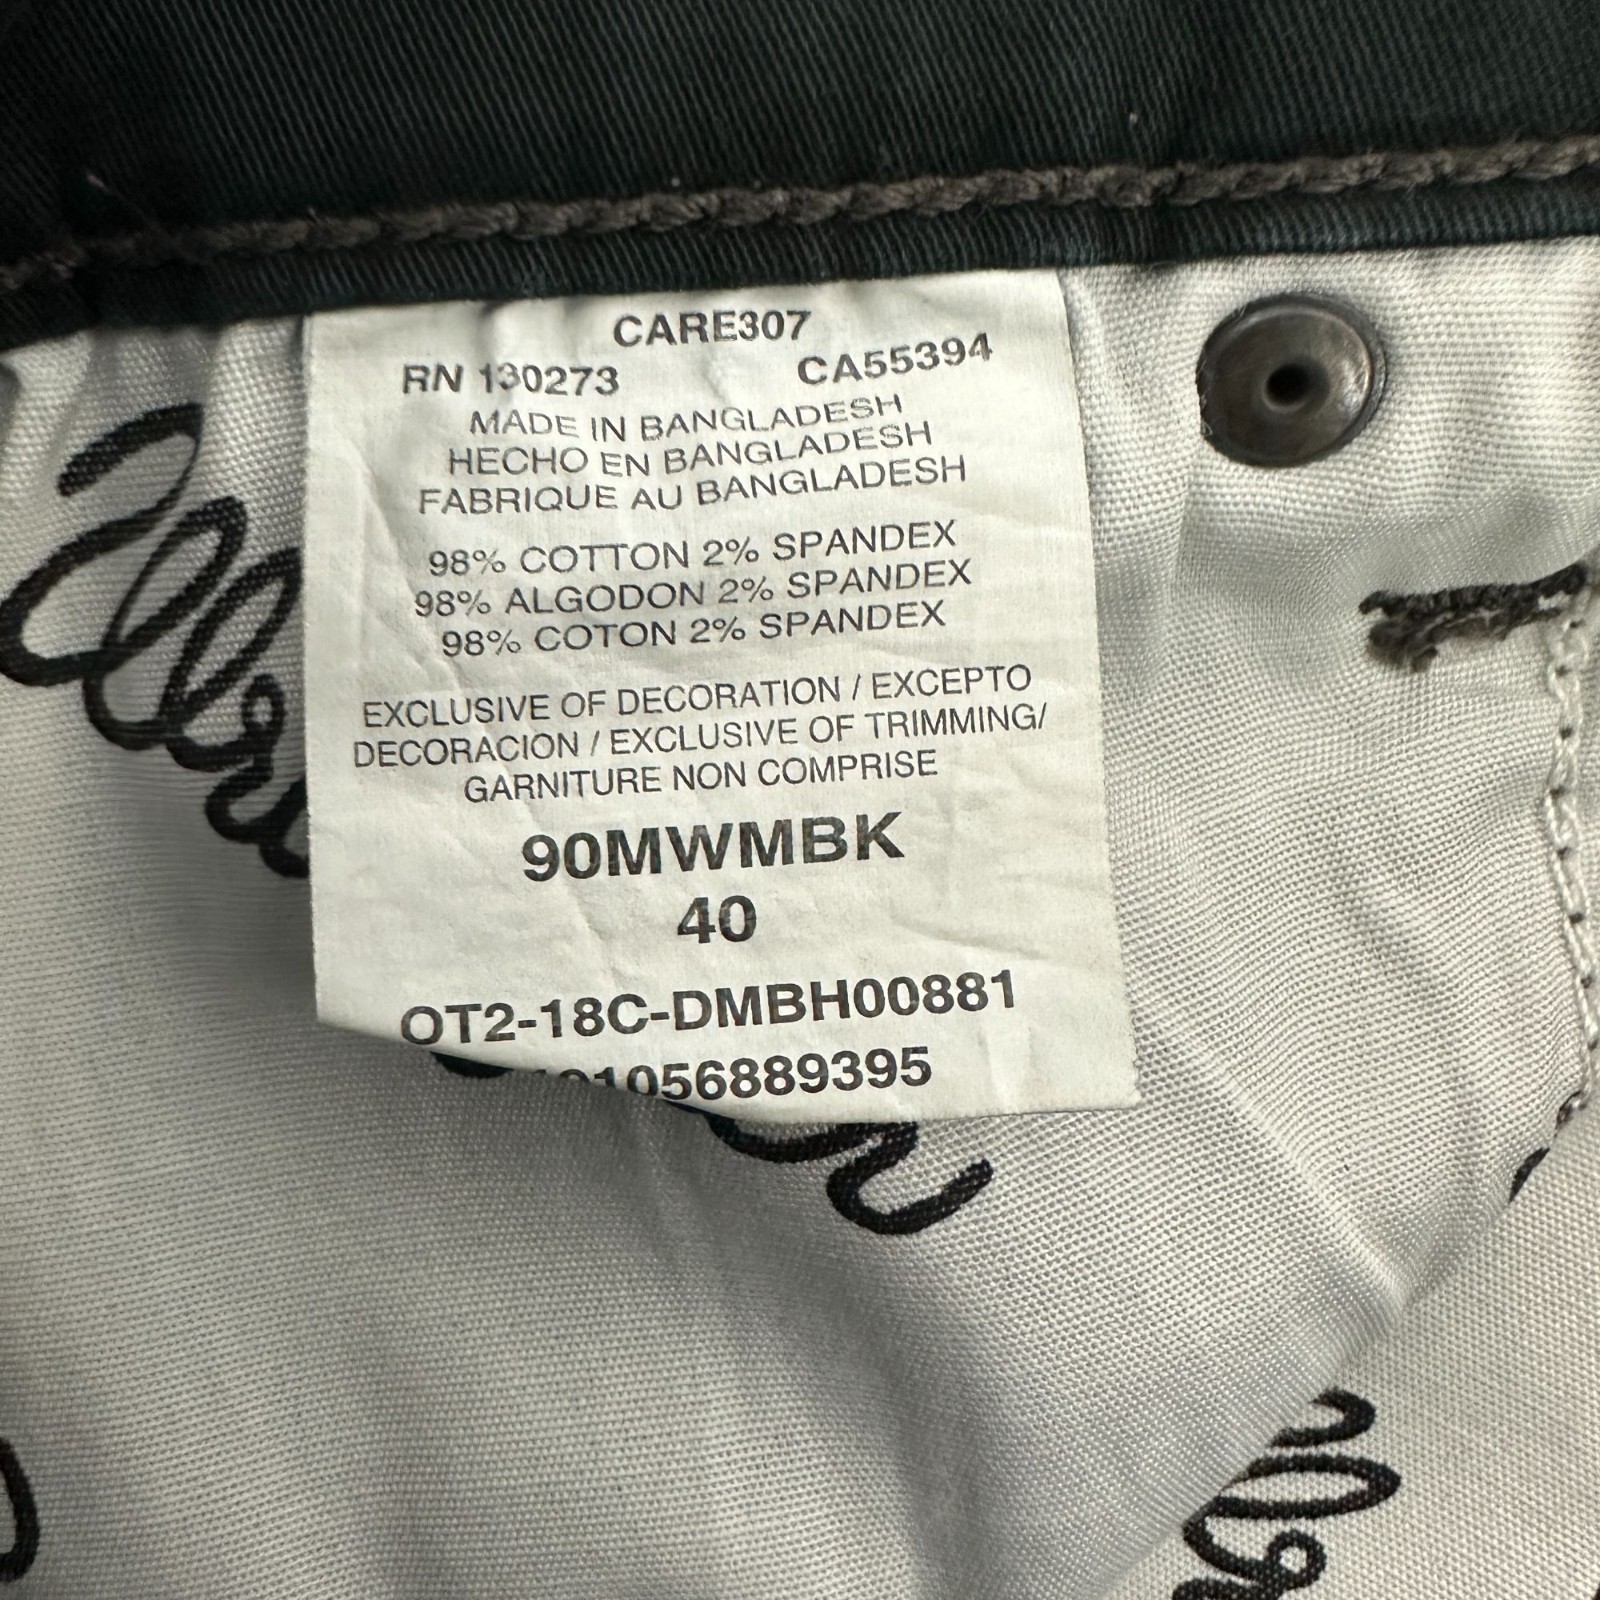 CARE307
RN 130273 CA55394
MADE IN BANGLADESH
HECHO EN BANGLADESH
FABRIQUE AU BANGLADESH
98% COTTON 2% SPANDEX
98% ALGODON 2% SPANDEX
98% COTON 2% SPANDEX
EXCLUSIVE OF DECORATION / EXCEPTO
DECORACION / EXCLUSIVE OF TRIMMING/
GARNITURE NON COMPRISE
90MWMBK
40
OT2-18C-DMBH00881